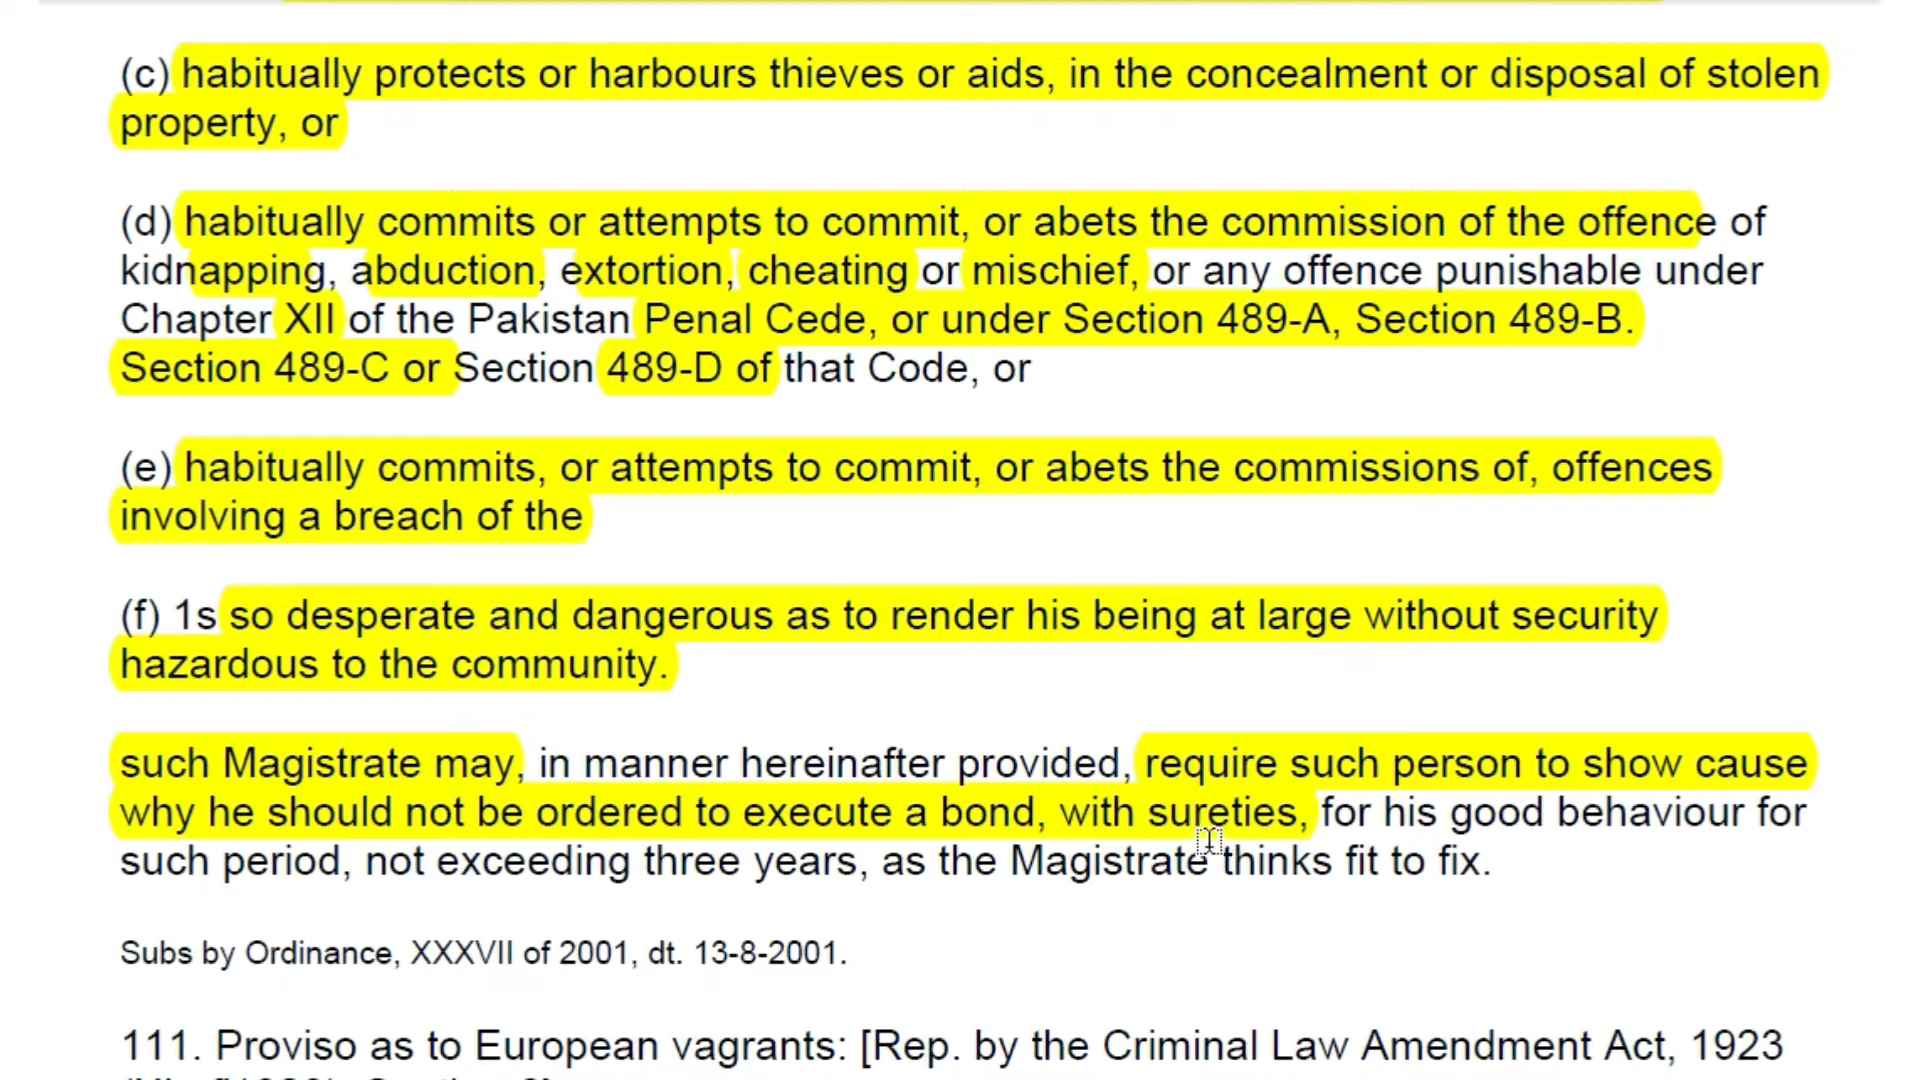 (c) habitually protects or harbours thieves or aids, in the concealment or disposal of stolen
property, or
(d) habitually commits or attempts to commit, or abets the commission of the offence of
kidnapping, abduction, extortion, cheating or mischief, or any offence punishable under
Chapter XII of the Pakistan Penal Cede, or under Section 489-A, Section 489-B.
Section 489-C or Section 489-D of that Code, or
(e) habitually commits, or attempts to commit, or abets the commissions of, offences
involving a breach of the
(f) 1s so desperate and dangerous as to render his being at large without security
hazardous to the community.
such Magistrate may, in manner hereinafter provided, require such person to show cause
why he should not be ordered to execute a bond, with sureties, for his good behaviour for
such period, not exceeding three years, as the Magistrate thinks fit to fix.
Subs by Ordinance, XXXVII of 2001, dt. 13-8-2001.
111. Proviso as to European vagrants: [Rep. by the Criminal Law Amendment Act, 1923